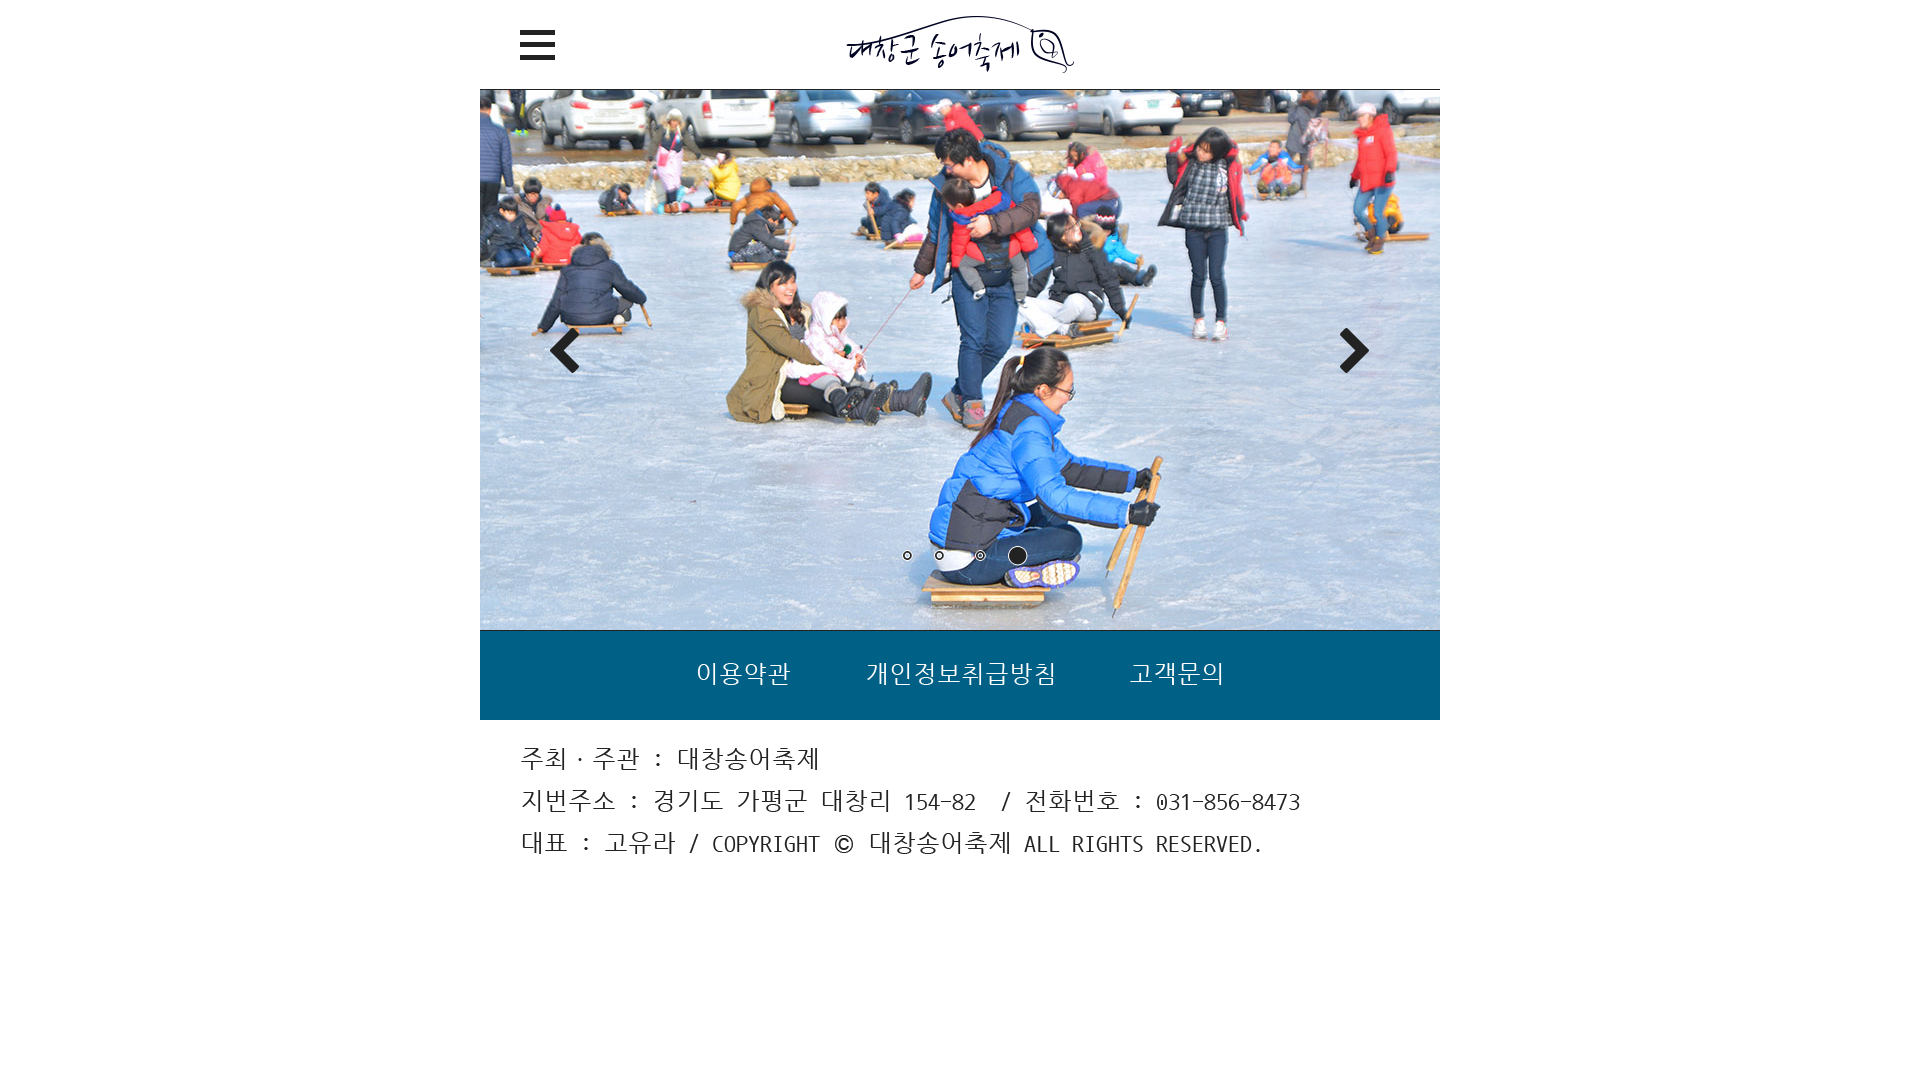 대창군 송어축제
이용약관 개인정보취급방침 고객문의
주최 · 주관 : 대창송어축제
지번주소 : 경기도 가평군 대창리 154-82 / 전화번호 : 031-856-8473
대표 : 고유라 / COPYRIGHT © 대창송어축제 ALL RIGHTS RESERVED.